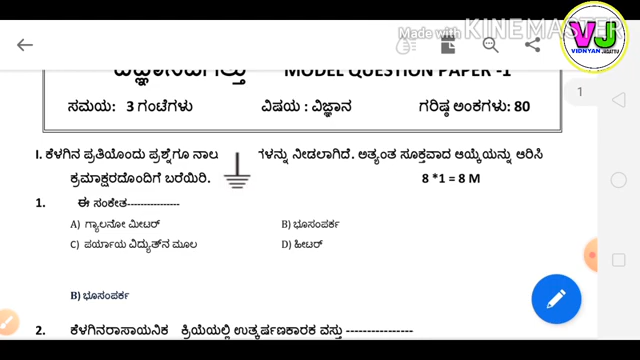 Made with KINEMASTER
VJ
VIDNYAN JAGATTU
MODEL QUESTION PAPER -1
1
ಸಮಯ: 3 ಗಂಟೆಗಳು ವಿಷಯ : ವಿಜ್ಞಾನ ಗರಿಷ್ಠ ಅಂಕಗಳು: 80
I. ಕೆಳಗಿನ ಪ್ರತಿಯೊಂದು ಪ್ರಶ್ನೆಗೂ ನಾಲ ಗಳನ್ನು ನೀಡಲಾಗಿದೆ. ಅತ್ಯಂತ ಸೂಕ್ತವಾದ ಆಯ್ಕೆಯನ್ನು ಆರಿಸಿ
ಕ್ರಮಾಕ್ಷರದೊಂದಿಗೆ ಬರೆಯಿರಿ. 8 *1 = 8 M
1. ಈ ಸಂಕೇತ----------------
A) ಗ್ಯಾಲನೋ ಮೀಟರ್ B) ಭೂಸಂಪರ್ಕ
C) ಪರ್ಯಾಯ ವಿದ್ಯುತ್‌ನ ಮೂಲ D) ಹೀಟರ್
B) ಭೂಸಂಪರ್ಕ
2. ಕೆಳಗಿನರಾಸಾಯನಿಕ ಕ್ರಿಯೆಯಲ್ಲಿ ಉತ್ಕರ್ಷಣಕಾರಕ ವಸ್ತು ----------------